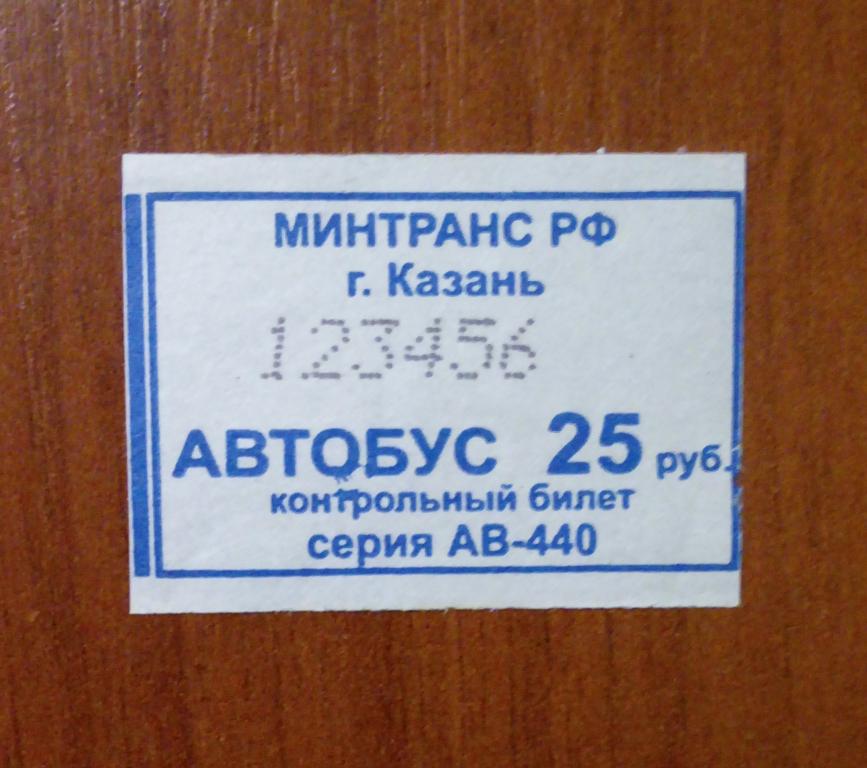 МИНТРАНС РФ
г. Казань
123456
АВТОБУС 25 руб.
контрольный билет
серия АВ-440